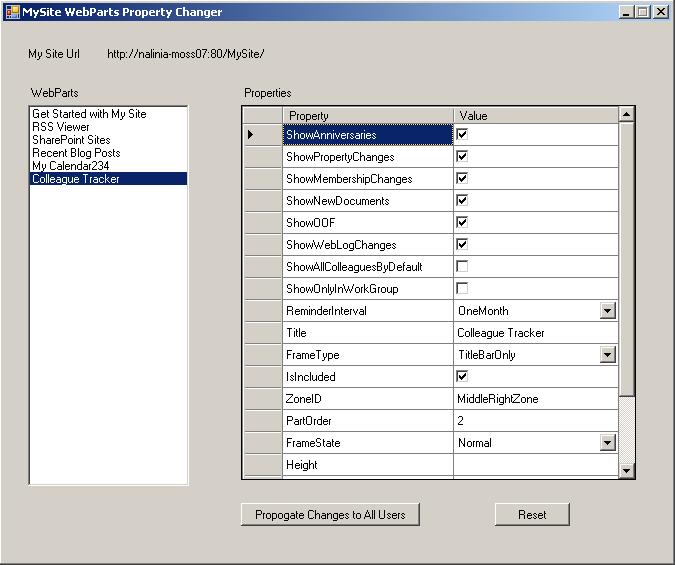 MySite WebParts Property Changer
My Site Url http://nalinia-moss07:80/MySite/
WebParts
Get Started with My Site
RSS Viewer
SharePoint Sites
Recent Blog Posts
My Calendar234
Colleague Tracker
Properties
Property Value
ShowAnniversaries
ShowPropertyChanges
ShowMembershipChanges
ShowNewDocuments
ShowOOF
ShowWebLogChanges
ShowAllColleaguesByDefault
ShowOnlyInWorkGroup
ReminderInterval OneMonth
Title Colleague Tracker
FrameType TitleBarOnly
IsIncluded
ZoneID MiddleRightZone
PartOrder 2
FrameState Normal
Height
Propogate Changes to All Users Reset